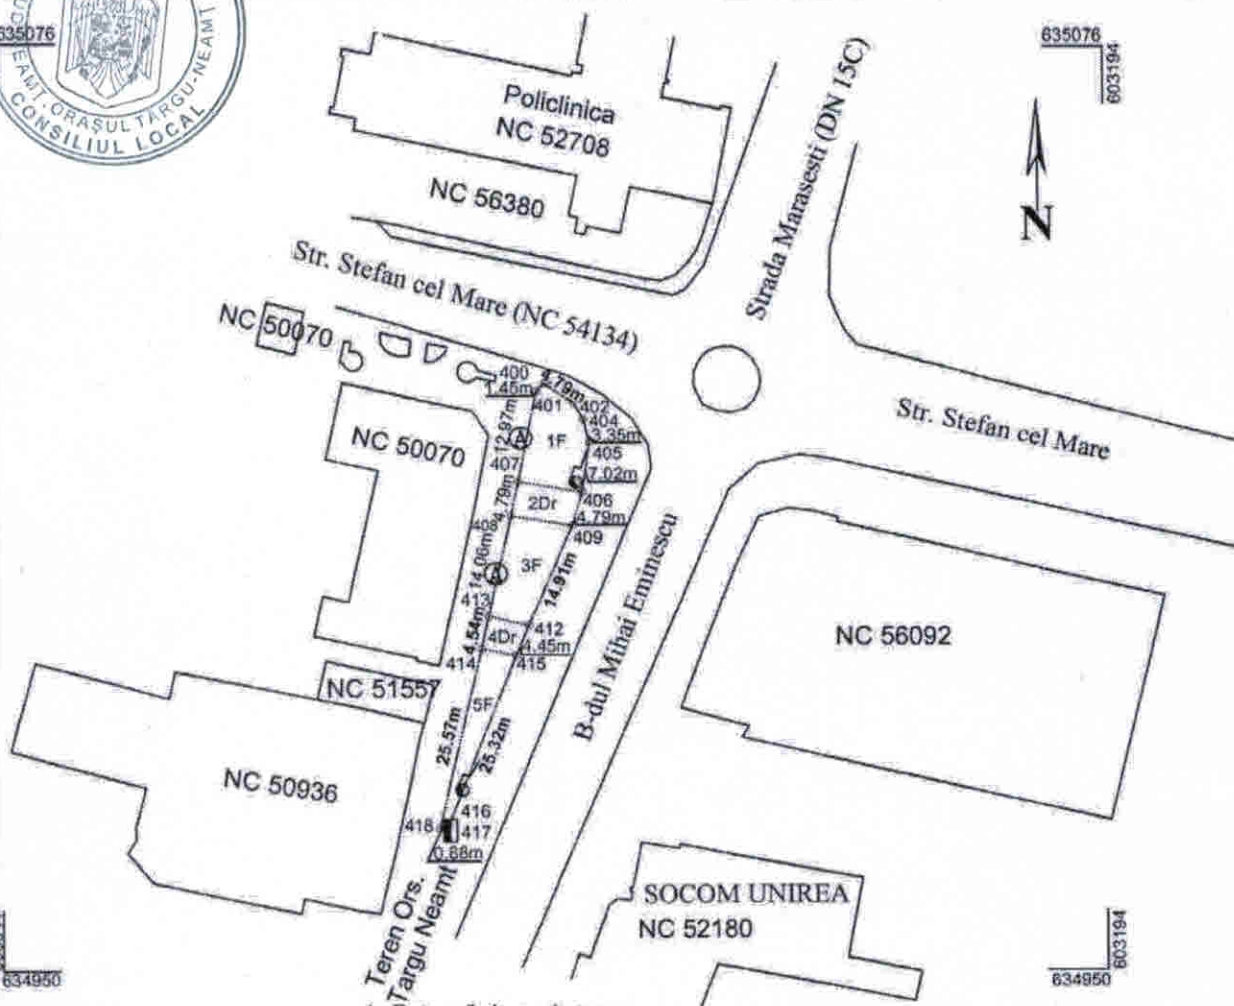 635076
NEAMȚ
ORAȘUL TÂRGU-NEAMȚ
CONSILIUL LOCAL
635076
603194
Policlinica
NC 52708
NC 56380
Strada Marasesti (DN 15C)
N
Str. Stefan cel Mare (NC 54134)
NC 50070
400
4.79m
1.45m
401
402
404
12.97m
A
1F
3.35m
405
NC 50070
407
7.02m
4.79m
2Dr
406
4.79m
408
409
Str. Stefan cel Mare
14.06m
A
3F
14.91m
413
412
4.54m
4Dr
4.45m
414
415
B-dul Mihai Eminescu
NC 56092
NC 51557
5F
25.57m
25.32m
NC 50936
416
418
417
0.88m
Teren Ors.
Targu Neamt
SOCOM UNIREA
NC 52180
634950
634950
603194